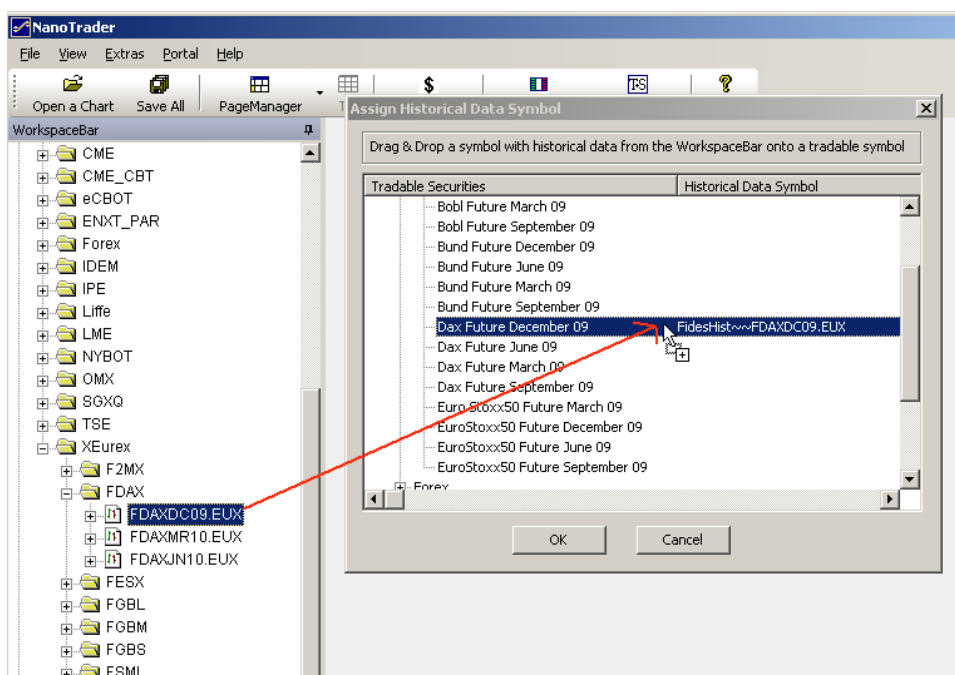 NanoTrader
File View Extras Portal Help
Open a Chart Save All PageManager
WorkspaceBar
CME
CME_CBT
eCBOT
ENXT_PAR
Forex
IDEM
IPE
Liffe
LME
NYBOT
OMX
SGXQ
TSE
XEurex
F2MX
FDAX
FDAXDC09.EUX
FDAXMR10.EUX
FDAXJN10.EUX
FESX
FGBL
FGBM
FGBS
FSMI
$ TS ?
Assign Historical Data Symbol
Drag & Drop a symbol with historical data from the WorkspaceBar onto a tradable symbol
Tradable Securities Historical Data Symbol
Bobl Future March 09
Bobl Future September 09
Bund Future December 09
Bund Future June 09
Bund Future March 09
Bund Future September 09
Dax Future December 09 FidesHist~~FDAXDC09.EUX
Dax Future June 09
Dax Future March 09
Dax Future September 09
Euro Stoxx50 Future March 09
EuroStoxx50 Future December 09
EuroStoxx50 Future June 09
EuroStoxx50 Future September 09
Forex
OK Cancel